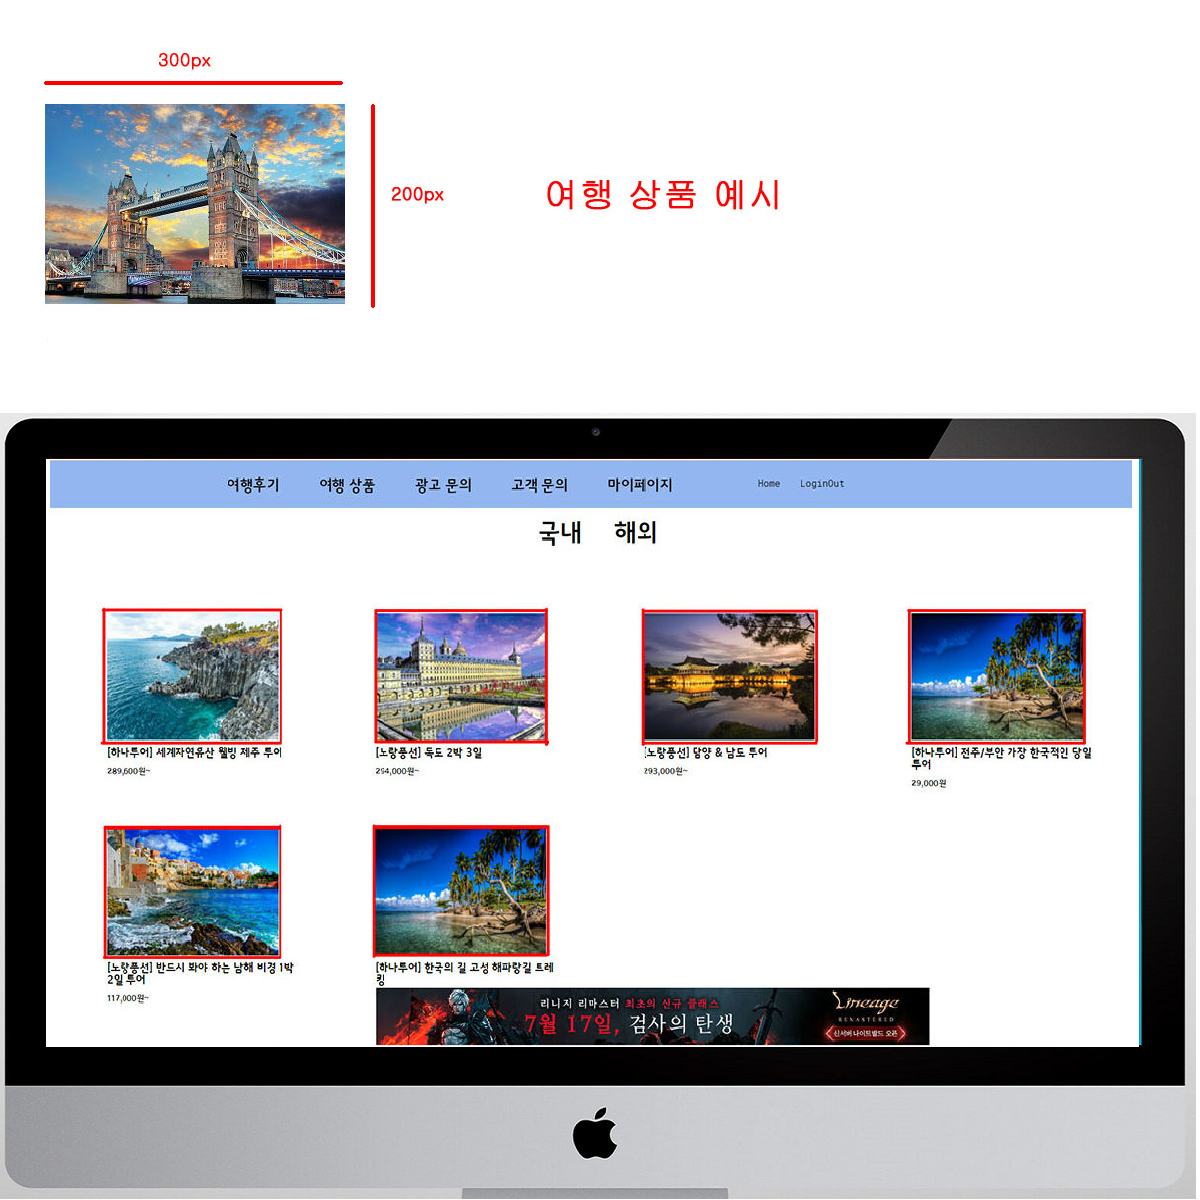 300px
200px
여행 상품 예시
여행후기 여행 상품 광고 문의 고객 문의 마이페이지 Home LoginOut
국내 해외
[하나투어] 세계자연유산 웰빙 제주 투어
289,600원~
[노랑풍선] 독도 2박 3일
294,000원~
[노랑풍선] 담양 & 남도 투어
293,000원~
[하나투어] 전주/부안 가장 한국적인 당일
투어
29,000원
[노랑풍선] 반드시 봐야 하는 남해 비경 1박
2일 투어
117,000원~
[하나투어] 한국의 길 고성 해파랑길 트레
킹
리니지 리마스터 최초의 신규 클래스
7월 17일, 검사의 탄생
Lineage
REMASTERED
신서버 나이트발드 오픈